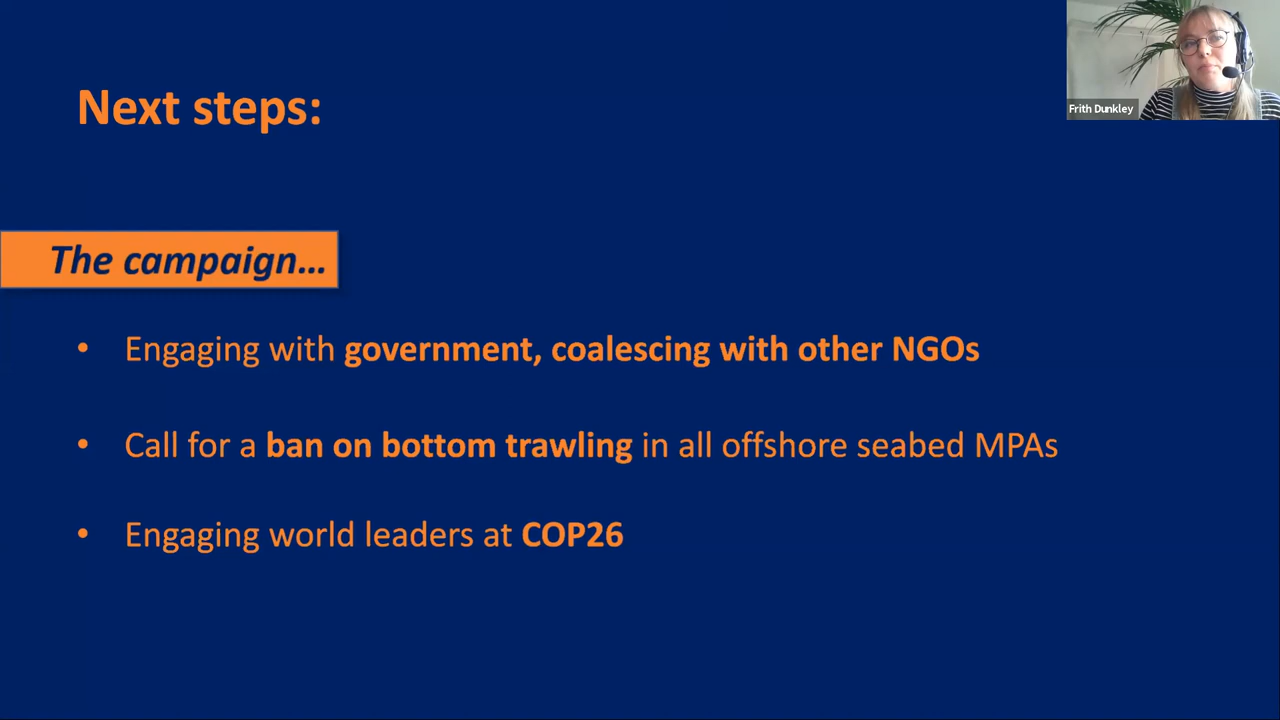 Next steps:
Frith Dunkley
The campaign...
• Engaging with government, coalescing with other NGOs
• Call for a ban on bottom trawling in all offshore seabed MPAs
• Engaging world leaders at COP26